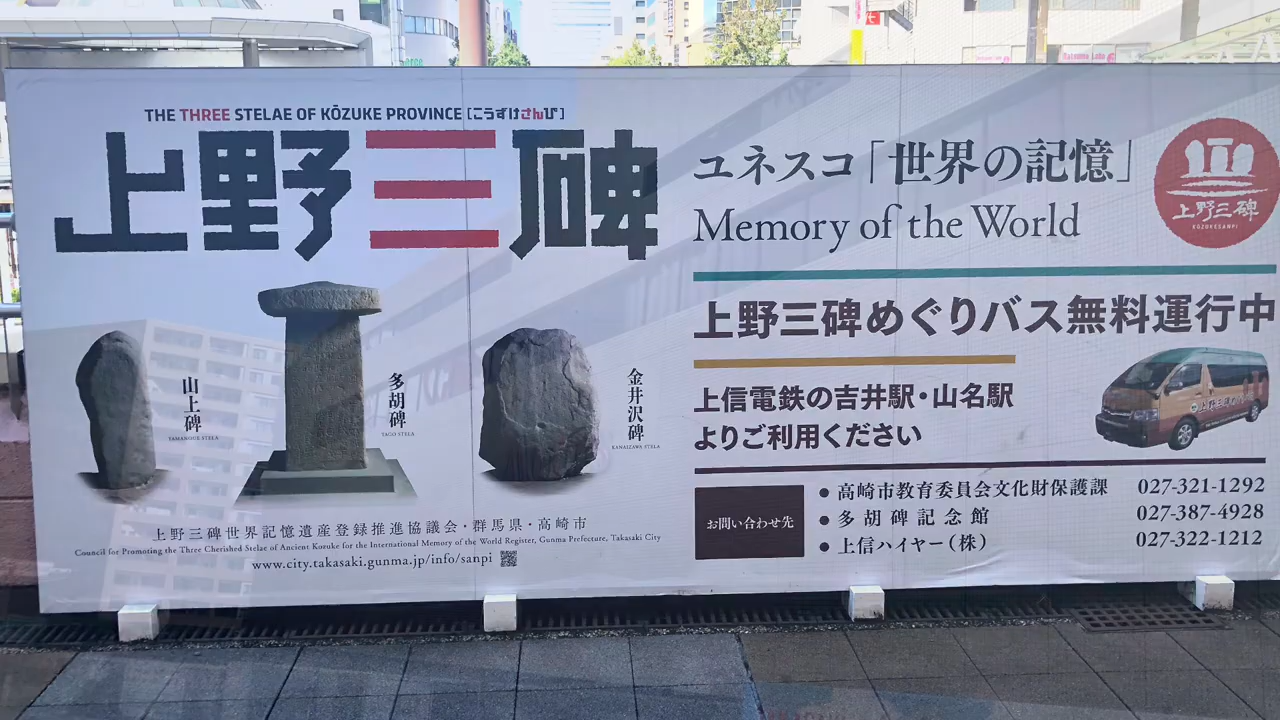 THE THREE STELAE OF KŌZUKE PROVINCE [こうずけさんぴ]
上野三碑
山上碑
YAMANOUE STELA
多胡碑
TAGO STELA
金井沢碑
KANAIZAWA STELA
上野三碑世界記憶遺産登録推進協議会・群馬県・高崎市
Council for Promoting the Three Cherished Stelae of Ancient Kozuke for the International Memory of the World Register, Gunma Prefecture, Takasaki City
www.city.takasaki.gunma.jp/info/sanpi
ユネスコ「世界の記憶」
Memory of the World
上野三碑
KOZUKESANPI
上野三碑めぐりバス無料運行中
上信電鉄の吉井駅・山名駅
よりご利用ください
お問い合わせ先
●高崎市教育委員会文化財保護課 027-321-1292
●多胡碑記念館 027-387-4928
●上信ハイヤー(株) 027-322-1212